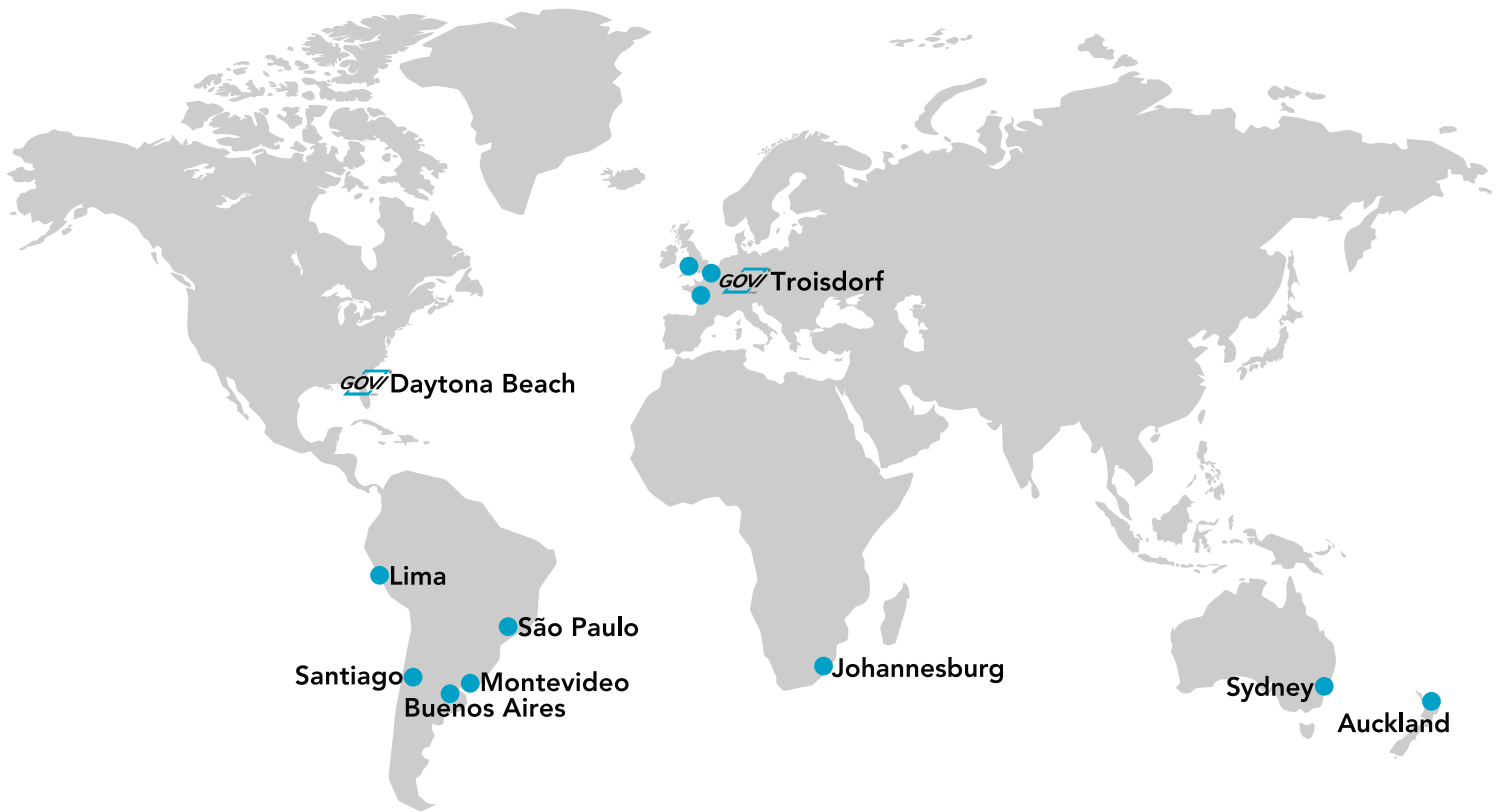 GOVI Troisdorf
GOVI Daytona Beach
Lima
São Paulo
Santiago
Montevideo
Buenos Aires
Johannesburg
Sydney
Auckland